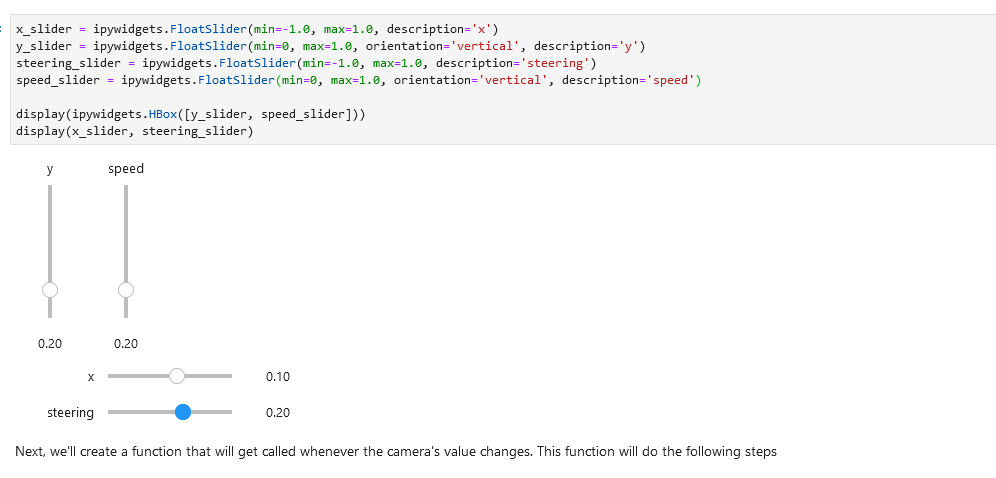 x_slider = ipywidgets.FloatSlider(min=-1.0, max=1.0, description='x')
y_slider = ipywidgets.FloatSlider(min=0, max=1.0, orientation='vertical', description='y')
steering_slider = ipywidgets.FloatSlider(min=-1.0, max=1.0, description='steering')
speed_slider = ipywidgets.FloatSlider(min=0, max=1.0, orientation='vertical', description='speed')
display(ipywidgets.HBox([y_slider, speed_slider]))
display(x_slider, steering_slider)
y speed
0.20 0.20
x 0.10
steering 0.20
Next, we'll create a function that will get called whenever the camera's value changes. This function will do the following steps